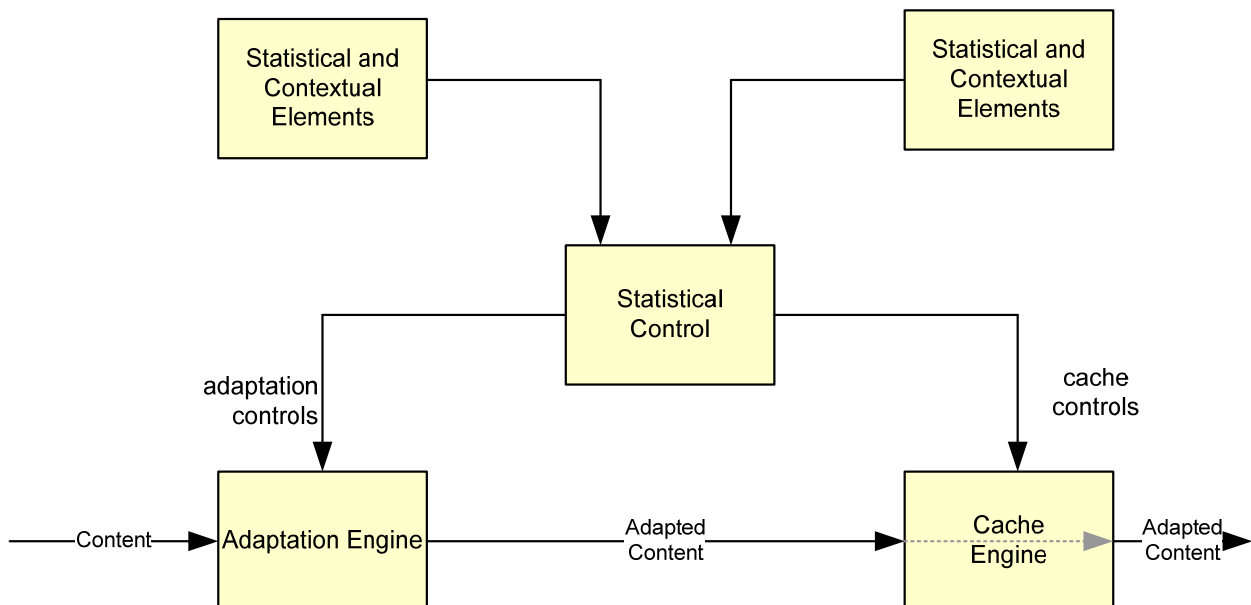 Statistical and
Contextual
Elements
Statistical and
Contextual
Elements
Statistical
Control
adaptation
controls
cache
controls
Content
Adaptation Engine
Adapted
Content
Cache
Engine
Adapted
Content